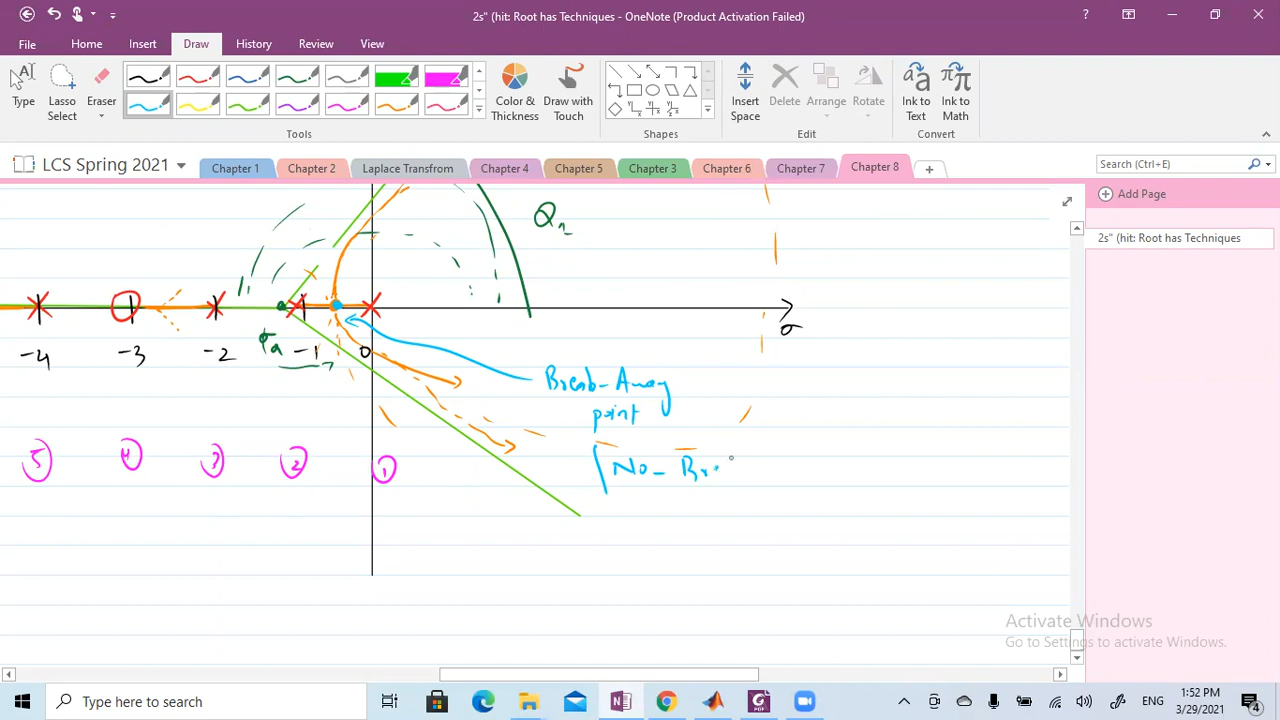 2s" (hit: Root has Techniques - OneNote (Product Activation Failed)
File Home Insert Draw History Review View
Type Lasso Select Eraser Color & Thickness Draw with Touch Shapes Insert Space Delete Arrange Rotate Ink to Text Ink to Math
Tools Shapes Edit Convert
LCS Spring 2021 Chapter 1 Chapter 2 Laplace Transfrom Chapter 4 Chapter 5 Chapter 3 Chapter 6 Chapter 7 Chapter 8 Search (Ctrl+E)
Add Page
2s" (hit: Root has Techniques
Q2
σ
-4 -3 -2 σa -1 0
Break-Away
point
No- Bre
5 4 3 2 1
Activate Windows
Go to Settings to activate Windows.
Type here to search
ENG 1:52 PM
3/29/2021
4